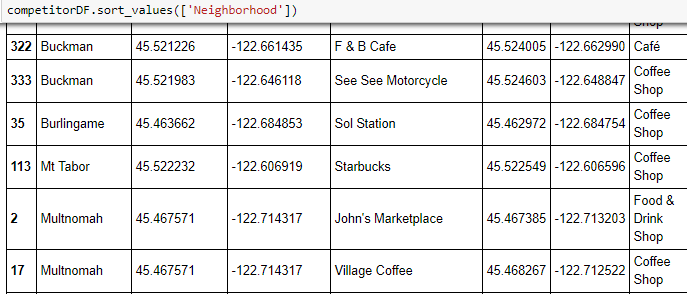 competitorDF.sort_values(['Neighborhood'])
Shop
322 Buckman 45.521226 -122.661435 F & B Cafe 45.524005 -122.662990 Café
333 Buckman 45.521983 -122.646118 See See Motorcycle 45.524603 -122.648847 Coffee
Shop
35 Burlingame 45.463662 -122.684853 Sol Station 45.462972 -122.684754 Coffee
Shop
113 Mt Tabor 45.522232 -122.606919 Starbucks 45.522549 -122.606596 Coffee
Shop
2 Multnomah 45.467571 -122.714317 John's Marketplace 45.467385 -122.713203 Food &
Drink
Shop
17 Multnomah 45.467571 -122.714317 Village Coffee 45.468267 -122.712522 Coffee
Shop